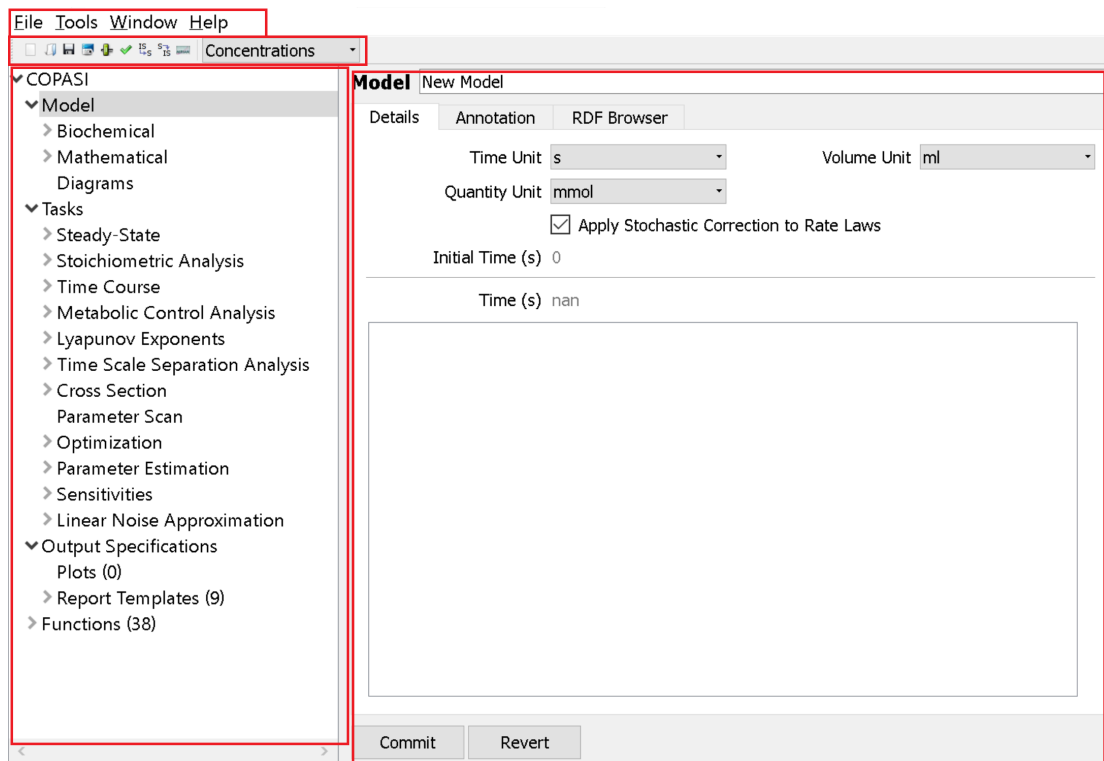 File Tools Window Help
Concentrations
COPASI
Model
Biochemical
Mathematical
Diagrams
Tasks
Steady-State
Stoichiometric Analysis
Time Course
Metabolic Control Analysis
Lyapunov Exponents
Time Scale Separation Analysis
Cross Section
Parameter Scan
Optimization
Parameter Estimation
Sensitivities
Linear Noise Approximation
Output Specifications
Plots (0)
Report Templates (9)
Functions (38)
Model New Model
Details Annotation RDF Browser
Time Unit s Volume Unit ml
Quantity Unit mmol
Apply Stochastic Correction to Rate Laws
Initial Time (s) 0
Time (s) nan
Commit Revert